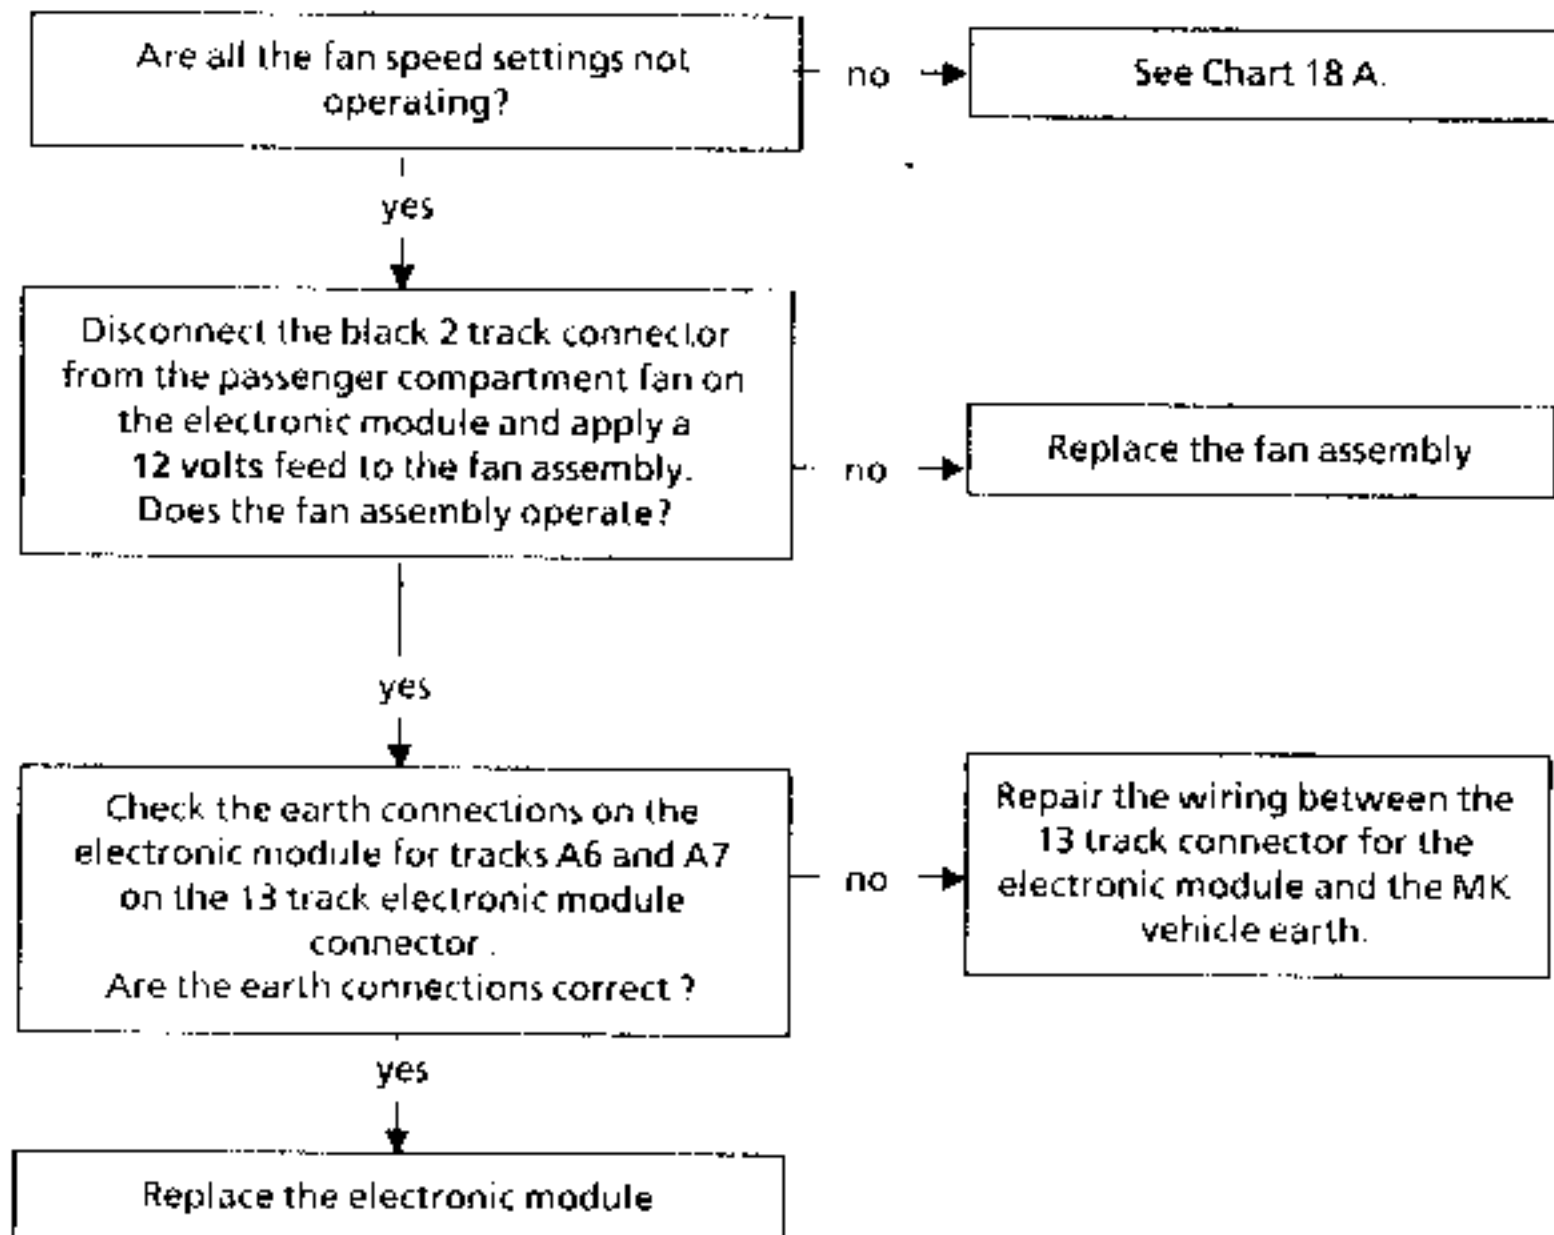 Are all the fan speed settings not
operating?
no
See Chart 18 A.
yes
Disconnect the black 2 track connector
from the passenger compartment fan on
the electronic module and apply a
12 volts feed to the fan assembly.
Does the fan assembly operate?
no
Replace the fan assembly
yes
Check the earth connections on the
electronic module for tracks A6 and A7
on the 13 track electronic module
connector .
Are the earth connections correct ?
no
Repair the wiring between the
13 track connector for the
electronic module and the MK
vehicle earth.
yes
Replace the electronic module